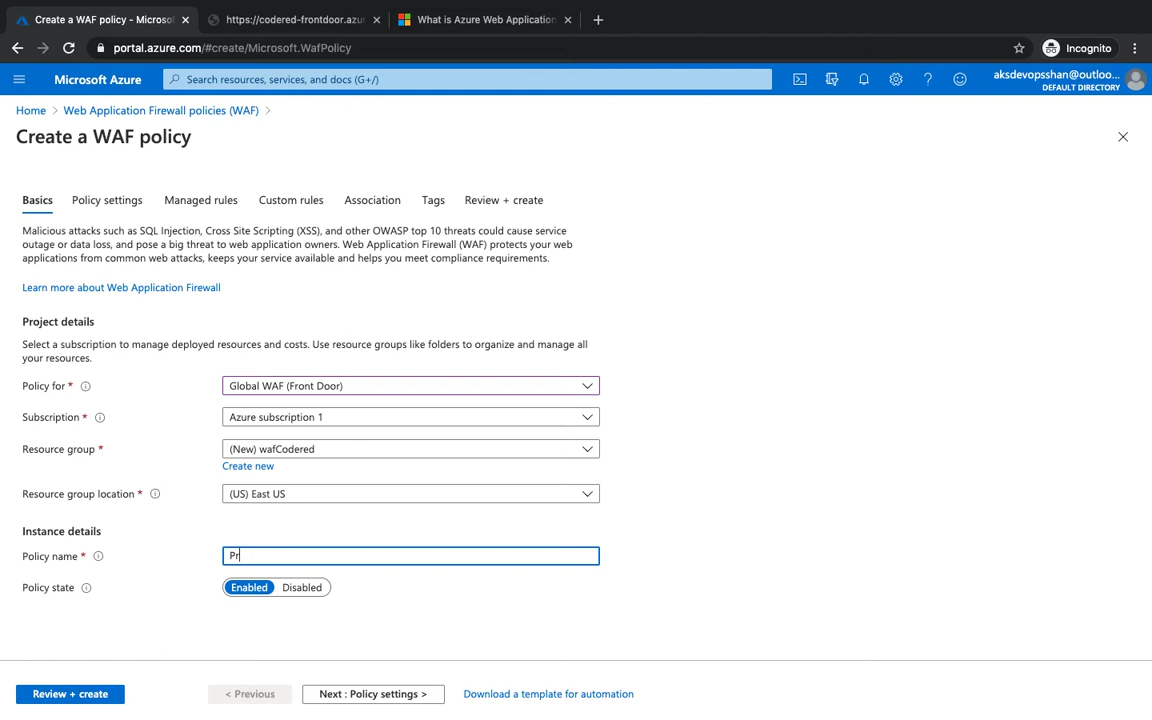 Create a WAF policy - Microsof
https://codered-frontdoor.azur
What is Azure Web Application
portal.azure.com/#create/Microsoft.WafPolicy
Incognito
Microsoft Azure
Search resources, services, and docs (G+/)
aksdevopsshan@outloo...
DEFAULT DIRECTORY
Home > Web Application Firewall policies (WAF) >
Create a WAF policy
Basics Policy settings Managed rules Custom rules Association Tags Review + create
Malicious attacks such as SQL Injection, Cross Site Scripting (XSS), and other OWASP top 10 threats could cause service
outage or data loss, and pose a big threat to web application owners. Web Application Firewall (WAF) protects your web
applications from common web attacks, keeps your service available and helps you meet compliance requirements.
Learn more about Web Application Firewall
Project details
Select a subscription to manage deployed resources and costs. Use resource groups like folders to organize and manage all
your resources.
Policy for * Global WAF (Front Door)
Subscription * Azure subscription 1
Resource group * (New) wafCodered
Create new
Resource group location * (US) East US
Instance details
Policy name * Pr
Policy state Enabled Disabled
Review + create < Previous Next : Policy settings > Download a template for automation